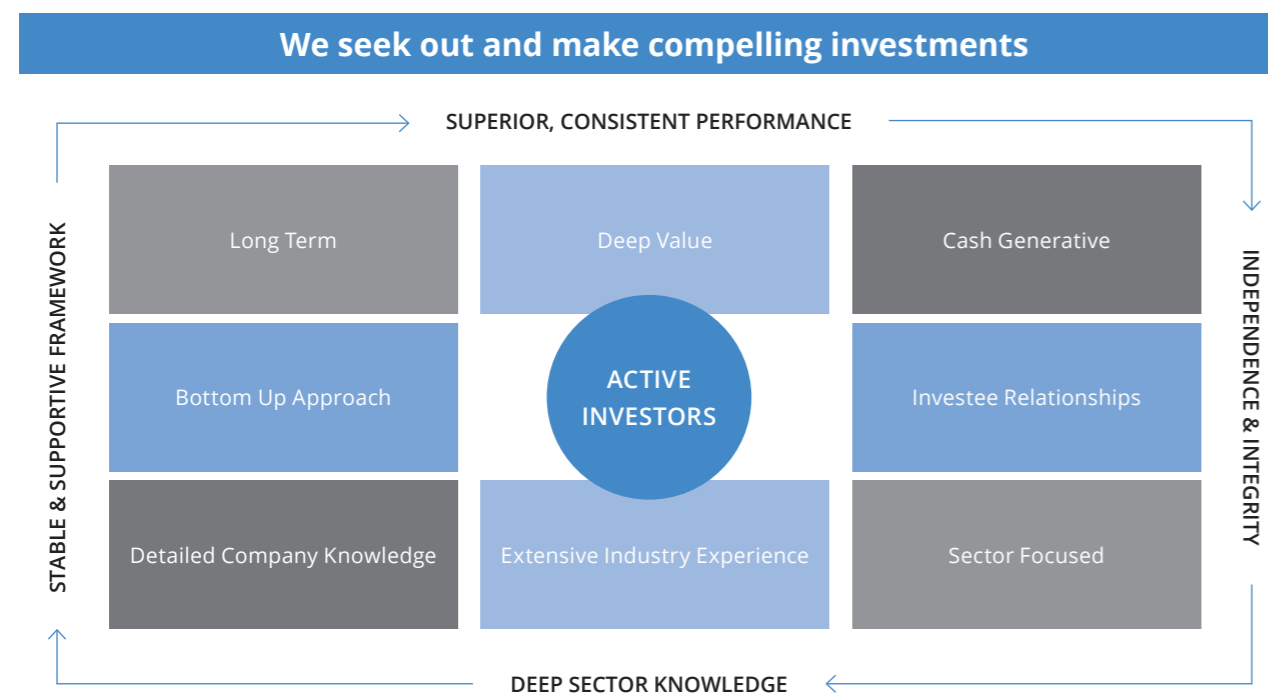 We seek out and make compelling investments
SUPERIOR, CONSISTENT PERFORMANCE
STABLE & SUPPORTIVE FRAMEWORK
Long Term
Deep Value
Cash Generative
INDEPENDENCE & INTEGRITY
Bottom Up Approach
ACTIVE
INVESTORS
Investee Relationships
Detailed Company Knowledge
Extensive Industry Experience
Sector Focused
DEEP SECTOR KNOWLEDGE